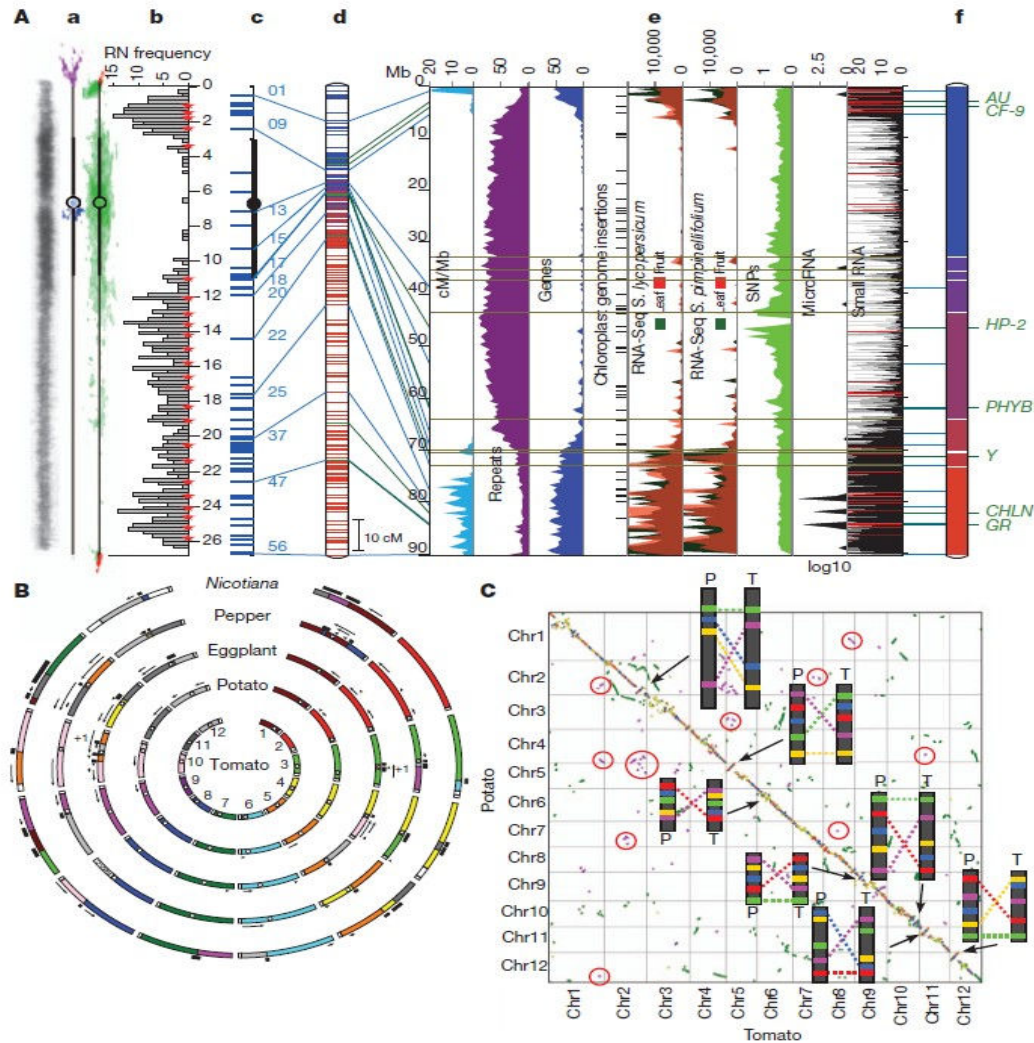 A
a
b
c
d
e
f
RN frequency
15
10
5
0
0
2
4
6
8
10
12
14
16
18
20
22
24
26
01
09
13
15
17
18
20
22
25
37
47
56
10 cM
Mb
0
10
20
30
40
50
60
70
80
90
20
10
0
cM/Mb
50
0
Repeats
50
0
Genes
Chloroplast genome insertions
10,000
0
RNA-Seq S. lycopersicum
Leaf Fruit
10,000
0
RNA-Seq S. pimpinellifolium
Leaf Fruit
1
0
SNPs
2.5
0
MicroRNA
20
10
0
Small RNA
log10
AU
CF-9
HP-2
PHYB
Y
CHLN
GR
B
Nicotiana
Pepper
Eggplant
Potato
Tomato
1
2
3
4
5
6
7
8
9
10
11
12
+1
+1
C
Potato
Chr1
Chr2
Chr3
Chr4
Chr5
Chr6
Chr7
Chr8
Chr9
Chr10
Chr11
Chr12
P T
P T
P T
P T
P T
P T
P T
Chr1
Chr2
Chr3
Chr4
Chr5
Chr6
Chr7
Chr8
Chr9
Chr10
Chr11
Chr12
Tomato